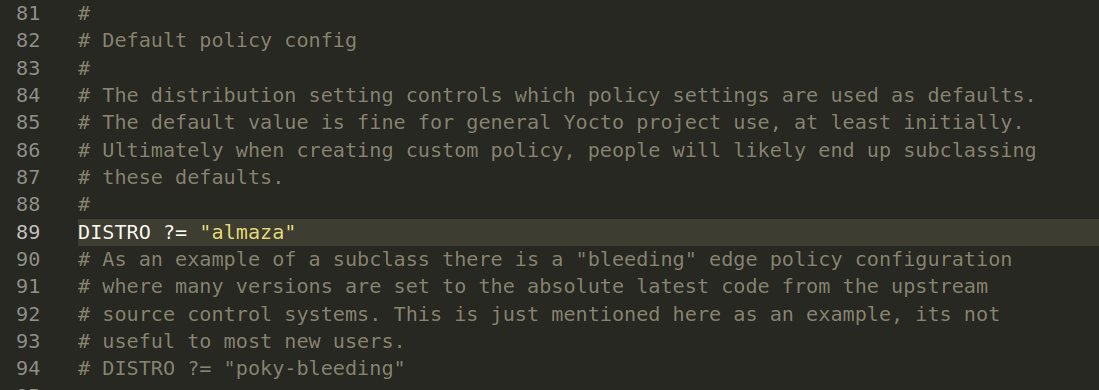 81 #
82 # Default policy config
83 #
84 # The distribution setting controls which policy settings are used as defaults.
85 # The default value is fine for general Yocto project use, at least initially.
86 # Ultimately when creating custom policy, people will likely end up subclassing
87 # these defaults.
88 #
89 DISTRO ?= "almaza"
90 # As an example of a subclass there is a "bleeding" edge policy configuration
91 # where many versions are set to the absolute latest code from the upstream
92 # source control systems. This is just mentioned here as an example, its not
93 # useful to most new users.
94 # DISTRO ?= "poky-bleeding"